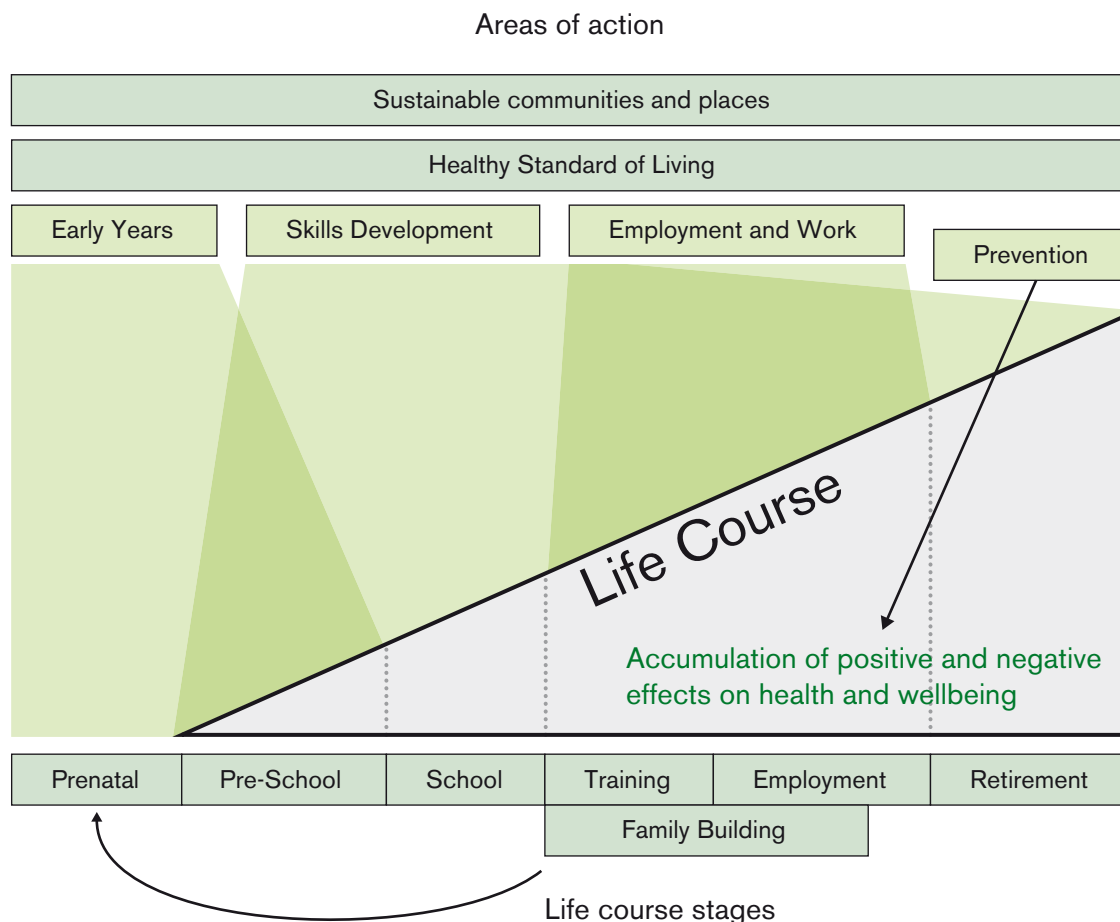 Areas of action
Sustainable communities and places
Healthy Standard of Living
Early Years
Skills Development
Employment and Work
Prevention
Life Course
Accumulation of positive and negative
effects on health and wellbeing
Prenatal
Pre-School
School
Training
Employment
Retirement
Family Building
Life course stages